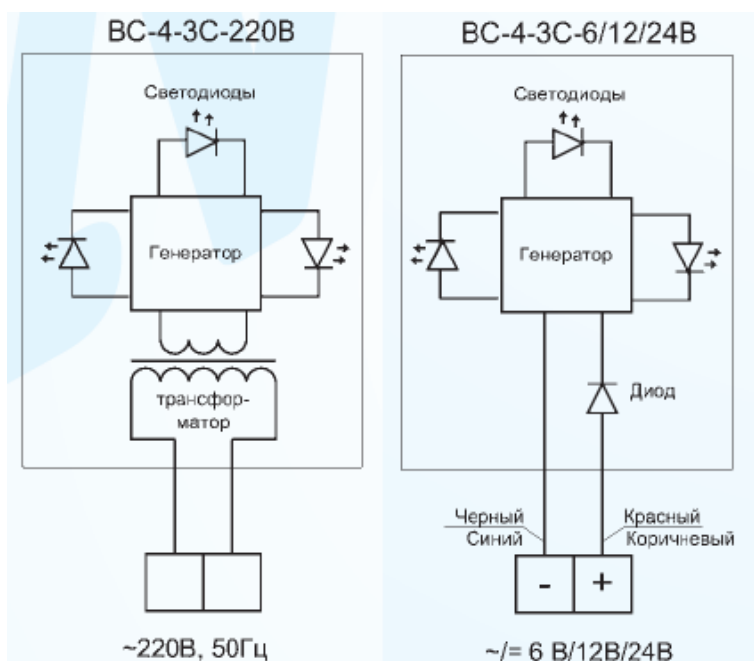 ВС-4-3С-220В
Светодиоды
Генератор
трансфор-
матор
~220В, 50Гц
ВС-4-3С-6/12/24В
Светодиоды
Генератор
Диод
Черный
Синий
Красный
Коричневый
- +
~/= 6 В/12В/24В